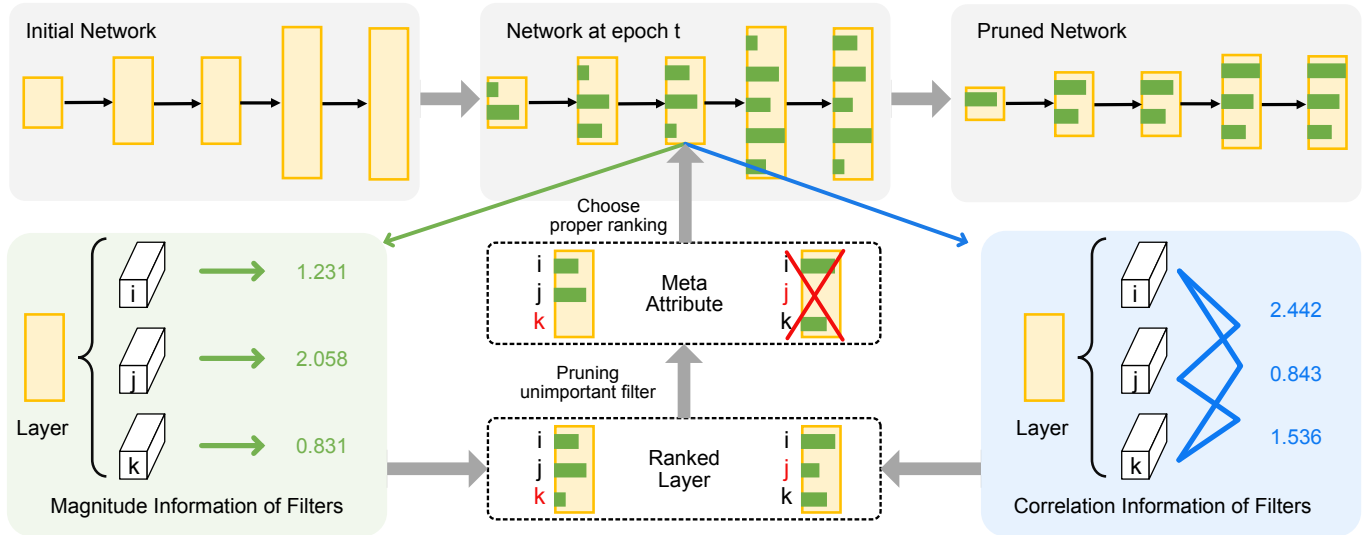 Initial Network
Network at epoch t
Pruned Network
Choose
proper ranking
i
1.231
j
2.058
k
0.831
Layer
Magnitude Information of Filters
i
j
k
Meta
Attribute
i
j
k
Pruning
unimportant filter
i
j
k
Ranked
Layer
i
j
k
i
j
k
2.442
0.843
1.536
Layer
Correlation Information of Filters